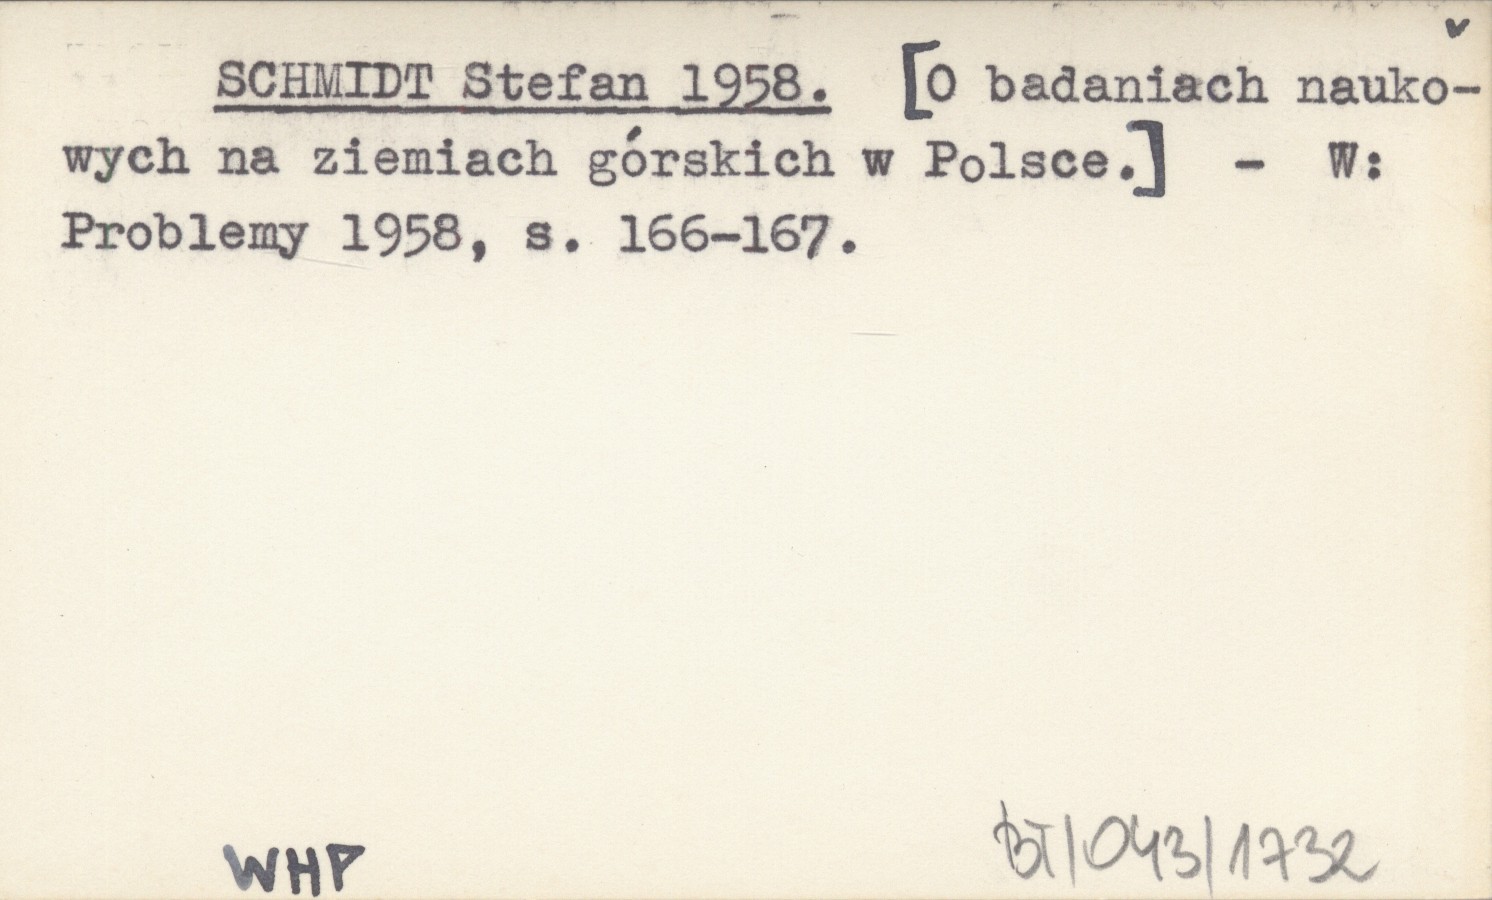 SCHMIDT Stefan 1958. [O badaniach nauko-
wych na ziemiach górskich w Polsce.] - W:
Problemy 1958, s. 166-167.
WHP
BT/043/1732